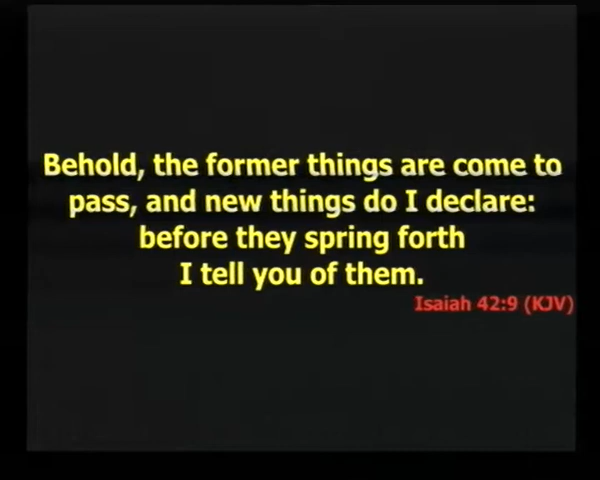 Behold, the former things are come to
pass, and new things do I declare:
before they spring forth
I tell you of them.
Isaiah 42:9 (KJV)